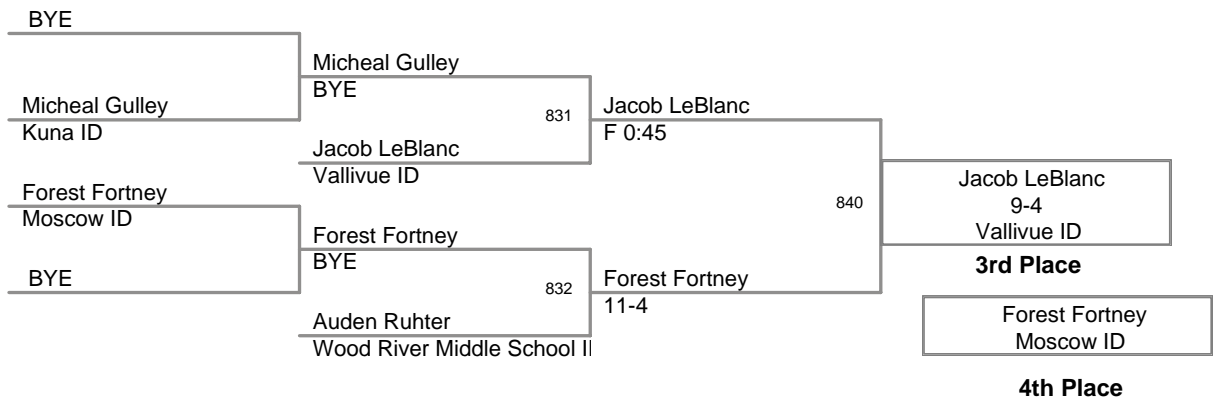 BYE
Micheal Gulley
BYE
Micheal Gulley
Kuna ID
831
Jacob LeBlanc
F 0:45
Jacob LeBlanc
Vallivue ID
Forest Fortney
Moscow ID
840
Jacob LeBlanc
9-4
Vallivue ID
3rd Place
Forest Fortney
BYE
BYE
832
Forest Fortney
11-4
Auden Ruhter
Wood River Middle School
Forest Fortney
Moscow ID
4th Place